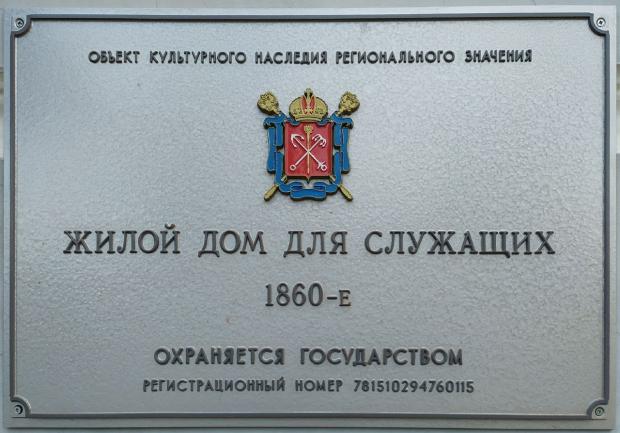 ОБЪЕКТ КУЛЬТУРНОГО НАСЛЕДИЯ РЕГИОНАЛЬНОГО ЗНАЧЕНИЯ
ЖИЛОЙ ДОМ ДЛЯ СЛУЖАЩИХ
1860-Е
ОХРАНЯЕТСЯ ГОСУДАРСТВОМ
РЕГИСТРАЦИОННЫЙ НОМЕР 781510294760115